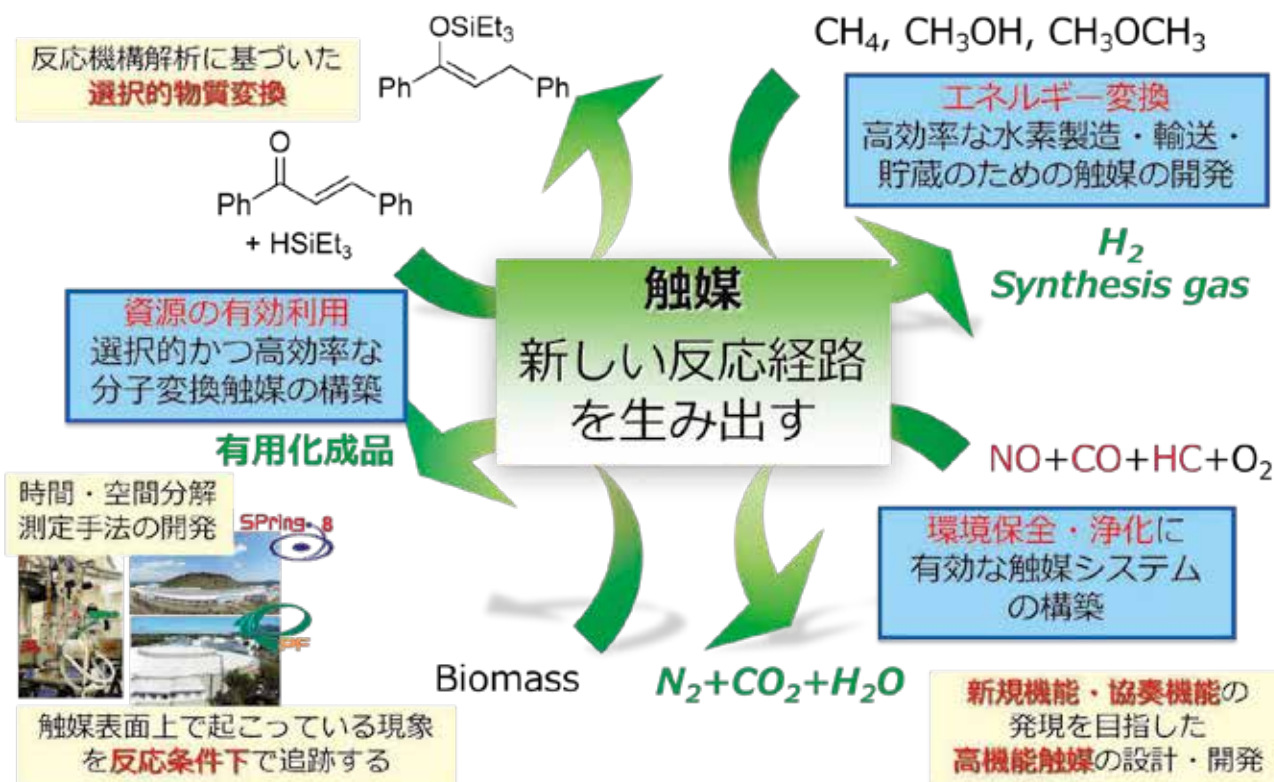 反応機構解析に基づいた
選択的物質変換
OSiEt₃
Ph
Ph
O
Ph
Ph
+ HSiEt₃
CH₄, CH₃OH, CH₃OCH₃
エネルギー変換
高効率な水素製造・輸送・
貯蔵のための触媒の開発
H₂
Synthesis gas
触媒
新しい反応経路
を生み出す
資源の有効利用
選択的かつ高効率な
分子変換触媒の構築
有用化成品
NO+CO+HC+O₂
環境保全・浄化に
有効な触媒システム
の構築
時間・空間分解
測定手法の開発
SPring-8
PF
触媒表面上で起こっている現象
を反応条件下で追跡する
Biomass
N₂+CO₂+H₂O
新規機能・協奏機能の
発現を目指した
高機能触媒の設計・開発